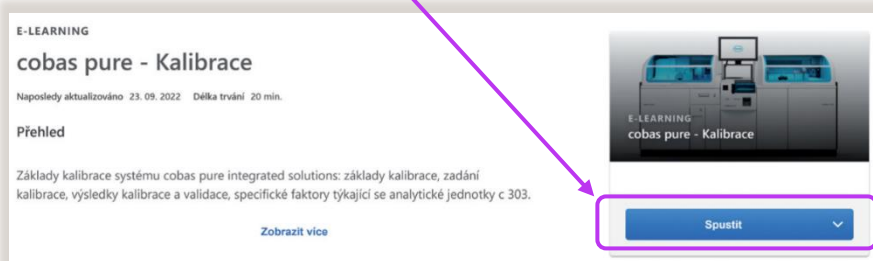 E-LEARNING
cobas pure - Kalibrace
Naposledy aktualizováno 23. 09. 2022 Délka trvání 20 min.
Přehled
Základy kalibrace systému cobas pure integrated solutions: základy kalibrace, zadání
kalibrace, výsledky kalibrace a validace, specifické faktory týkající se analytické jednotky c 303.
Zobrazit více
E-LEARNING
cobas pure - Kalibrace
Spustit